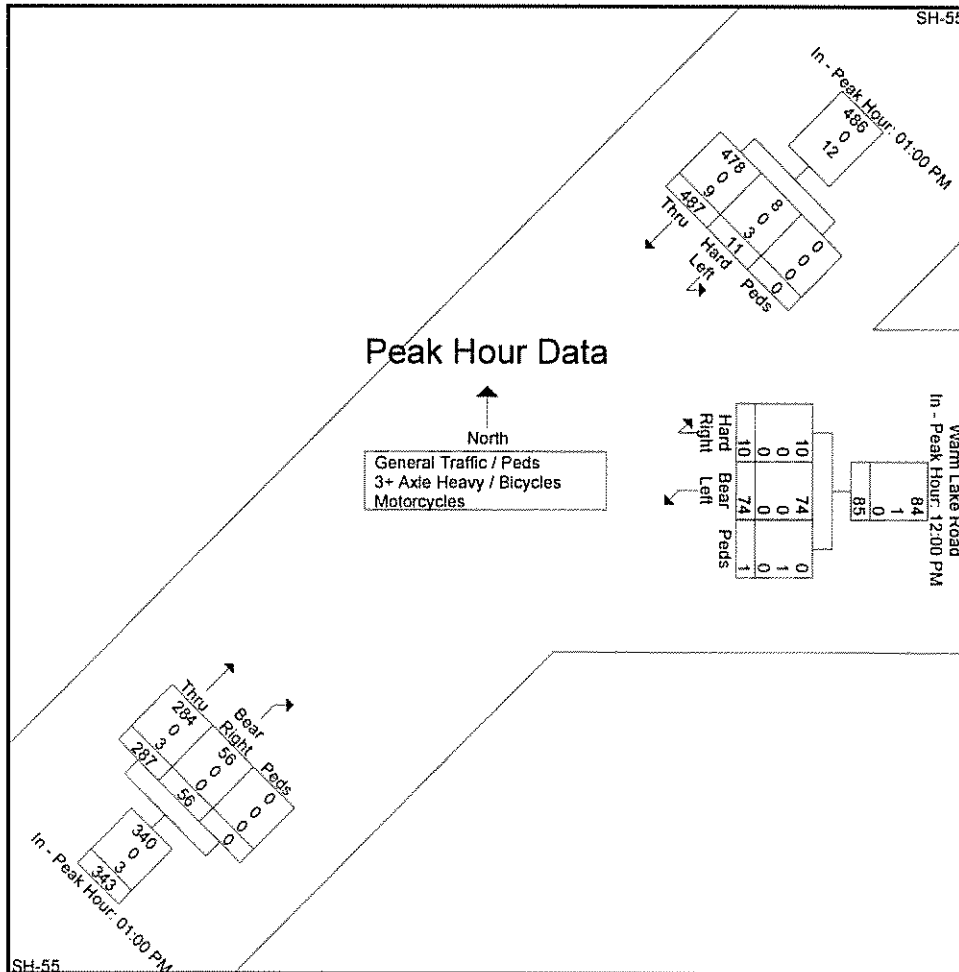 SH-55
In - Peak Hour: 01:00 PM
486
0
12
478 8 0
0 0 0
9 3 0
487 11 0
Thru Hard Left Peds
Peak Hour Data
North
General Traffic / Peds
3+ Axle Heavy / Bicycles
Motorcycles
Warm Lake Road
In - Peak Hour: 12:00 PM
84
1
0
85
10 74 0
0 0 1
0 0 0
10 74 1
Hard Right Bear Left Peds
Thru Bear Right Peds
284 56 0
0 0 0
3 0 0
287 56 0
340
0
3
343
In - Peak Hour: 01:00 PM
SH-55